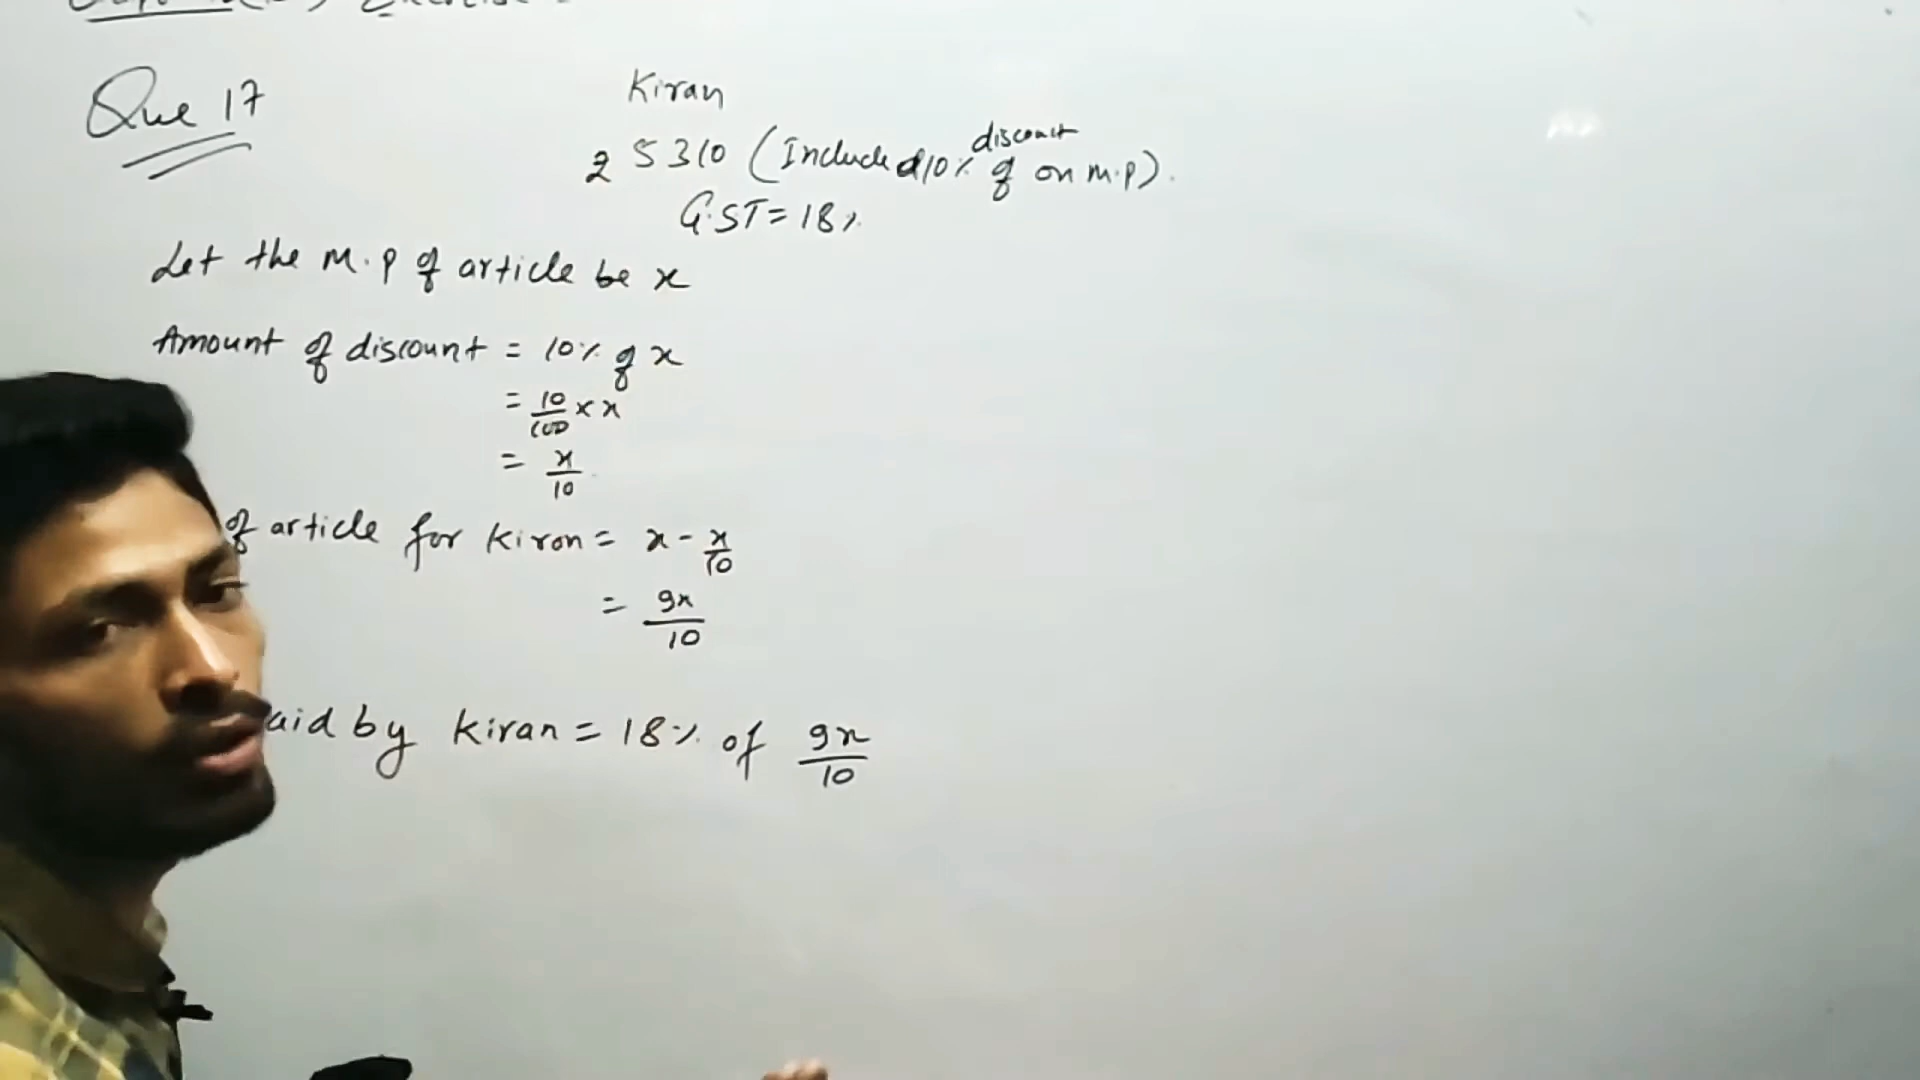 Que 17
Kiran
₹ 5310 (Included 10% discount of on m.p).
G.ST = 18%
Let the M.P of article be x
Amount of discount = 10% of x
= 10/100 × x
= x/10
of article for kiron = x - x/10
= 9x/10
aid by kiran = 18% of 9x/10